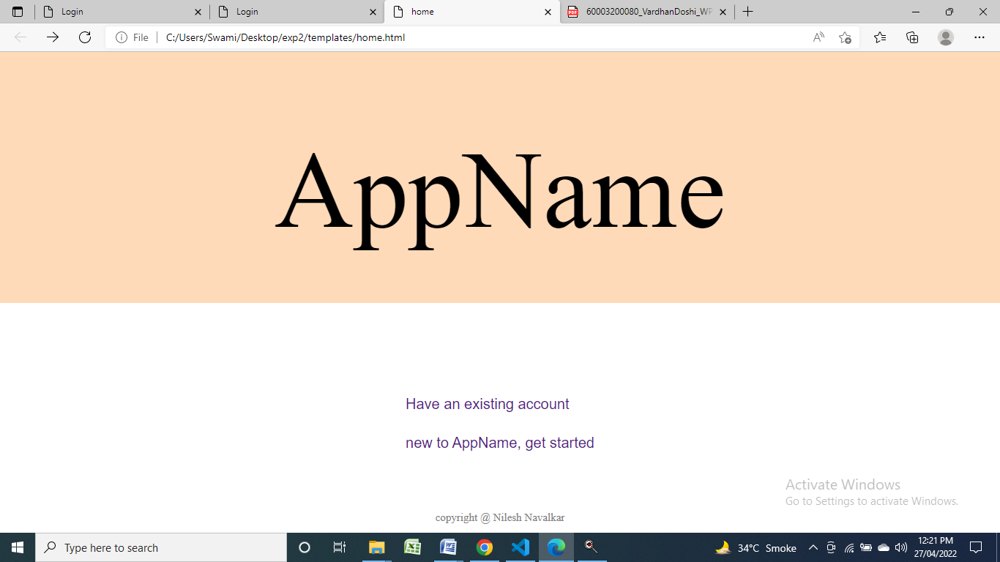 Login
Login
home
60003200080_VardhanDoshi_WP
File
C:/Users/Swami/Desktop/exp2/templates/home.html
AppName
Have an existing account
new to AppName, get started
Activate Windows
Go to Settings to activate Windows.
copyright @ Nilesh Navalkar
Type here to search
34°C Smoke
12:21 PM
27/04/2022